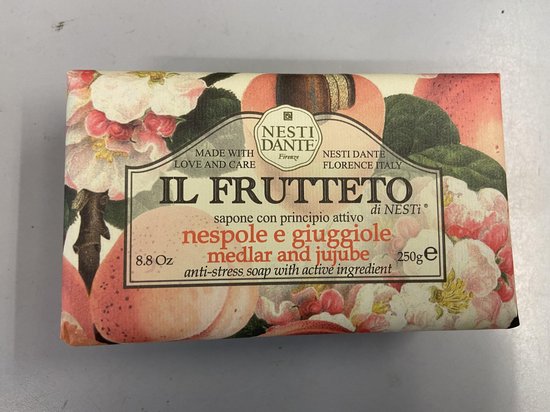 NESTI
DANTE
Firenze
MADE WITH
LOVE AND CARE
NESTI DANTE
FLORENCE ITALY
IL FRUTTETO
di NESTi®
sapone con principio attivo
nespole e giuggiole
medlar and jujube
8.8 Oz
250g e
anti-stress soap with active ingredient